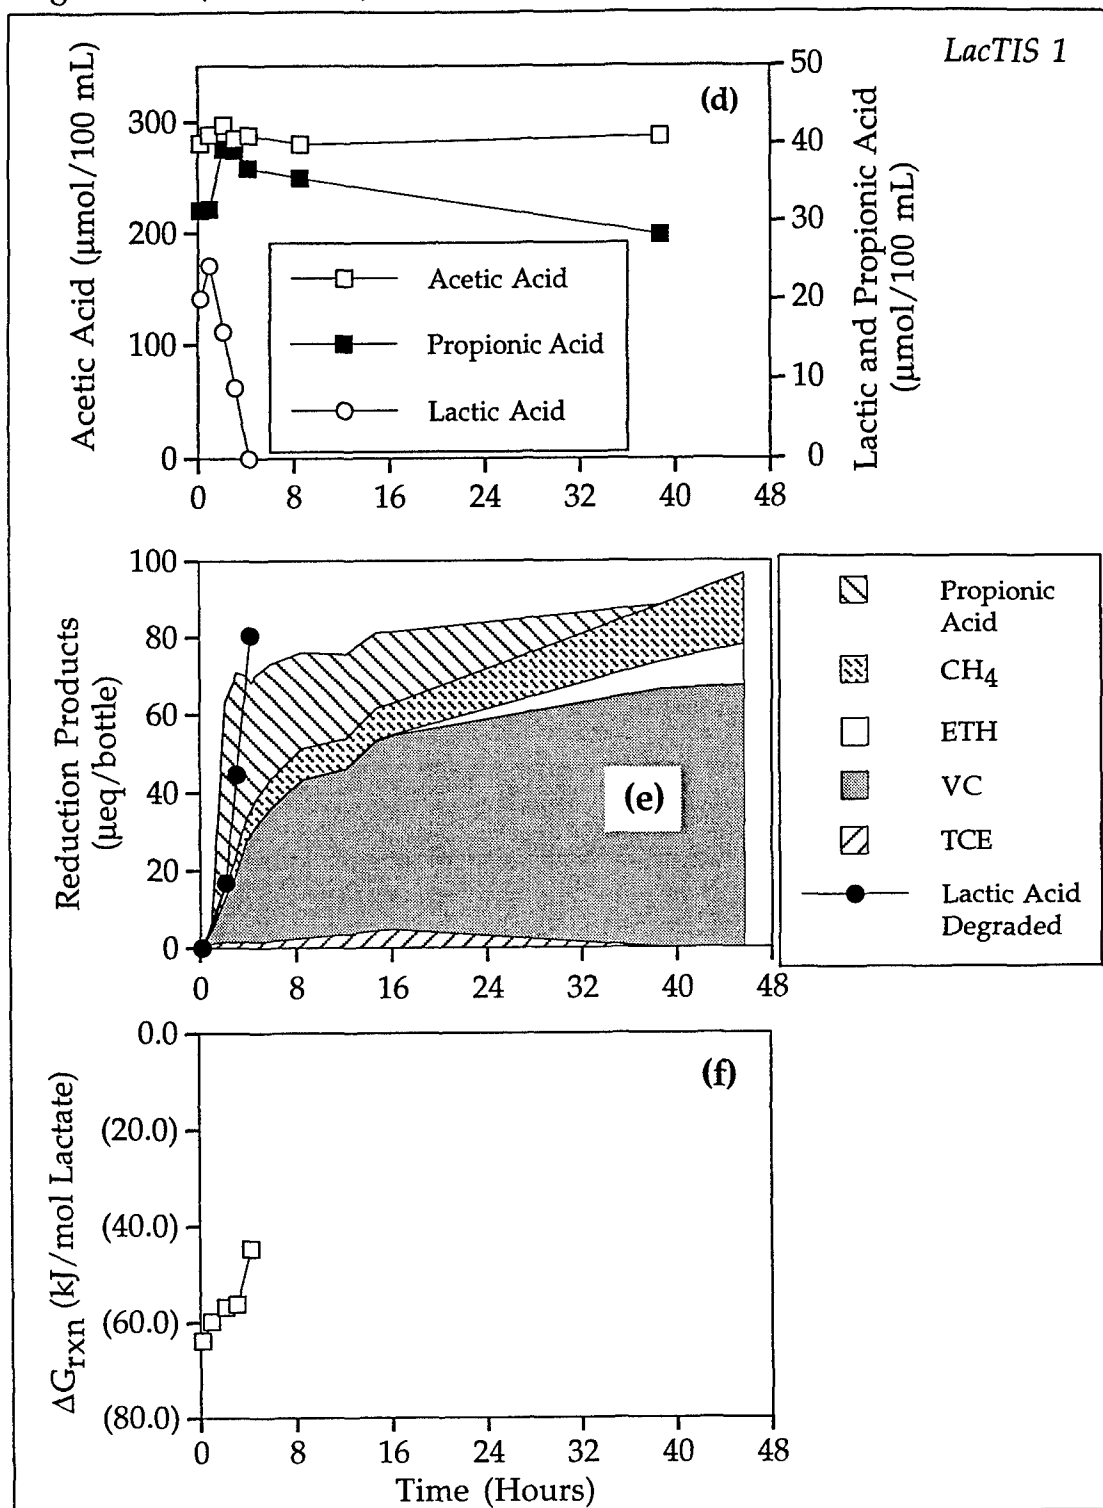 LacTIS 1
(d)
Acetic Acid (µmol/100 mL)
300
200
100
0
50
40
30
20
10
0
Lactic and Propionic Acid
(µmol/100 mL)
Acetic Acid
Propionic Acid
Lactic Acid
0 8 16 24 32 40 48
Reduction Products
(µeq/bottle)
100
80
60
40
20
0
(e)
0 8 16 24 32 40 48
Propionic
Acid
CH4
ETH
VC
TCE
Lactic Acid
Degraded
ΔGrxn (kJ/mol Lactate)
0.0
(20.0)
(40.0)
(60.0)
(80.0)
(f)
0 8 16 24 32 40 48
Time (Hours)